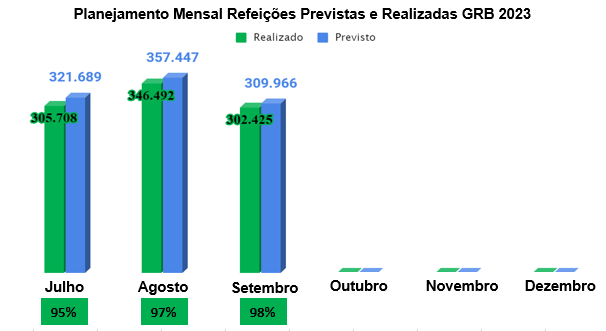 Planejamento Mensal Refeições Previstas e Realizadas GRB 2023
Realizado Previsto
321.689 357.447 309.966
305.708 346.492 302.425
Julho Agosto Setembro Outubro Novembro Dezembro
95% 97% 98%